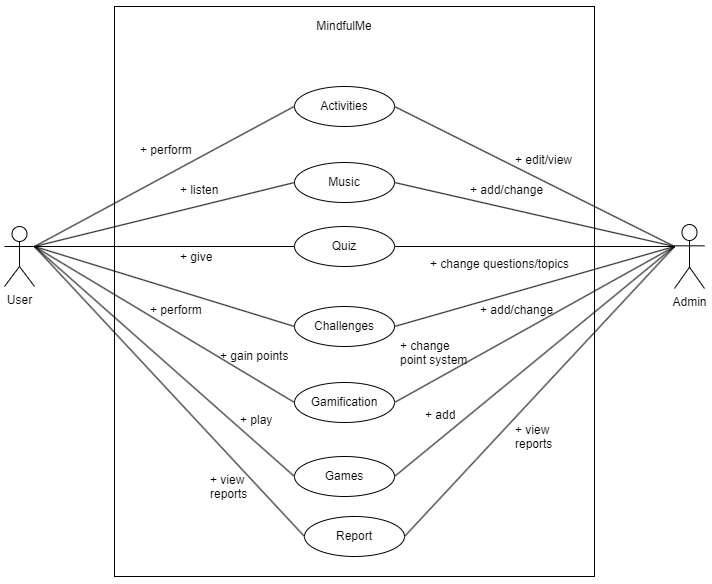 MindfulMe
Activities
+ perform
+ edit/view
Music
+ listen
+ add/change
Quiz
+ give
+ change questions/topics
User
Admin
Challenges
+ perform
+ add/change
+ gain points
+ change
point system
Gamification
+ play
+ add
+ view
reports
Games
+ view
reports
Report